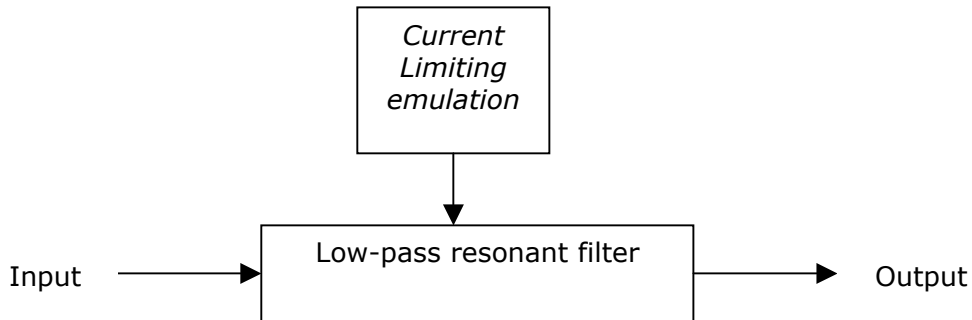 Current
Limiting
emulation
Low-pass resonant filter
Input
Output